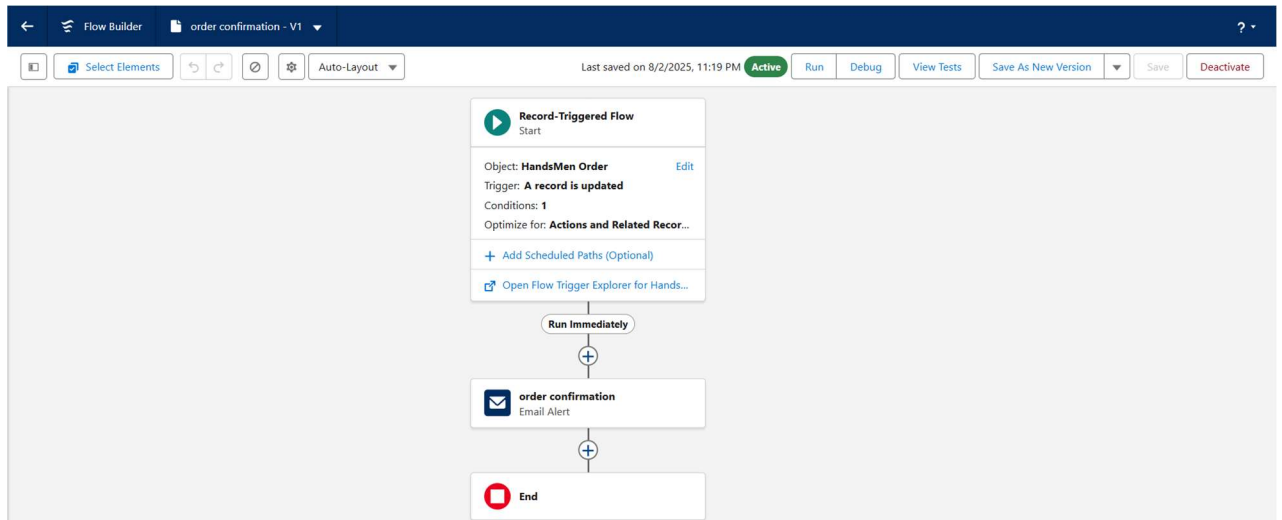 Flow Builder order confirmation - V1 ?
Select Elements Auto-Layout Last saved on 8/2/2025, 11:19 PM Active Run Debug View Tests Save As New Version Save Deactivate
Record-Triggered Flow
Start
Object: HandsMen Order Edit
Trigger: A record is updated
Conditions: 1
Optimize for: Actions and Related Recor...
+ Add Scheduled Paths (Optional)
Open Flow Trigger Explorer for Hands...
Run Immediately
order confirmation
Email Alert
End